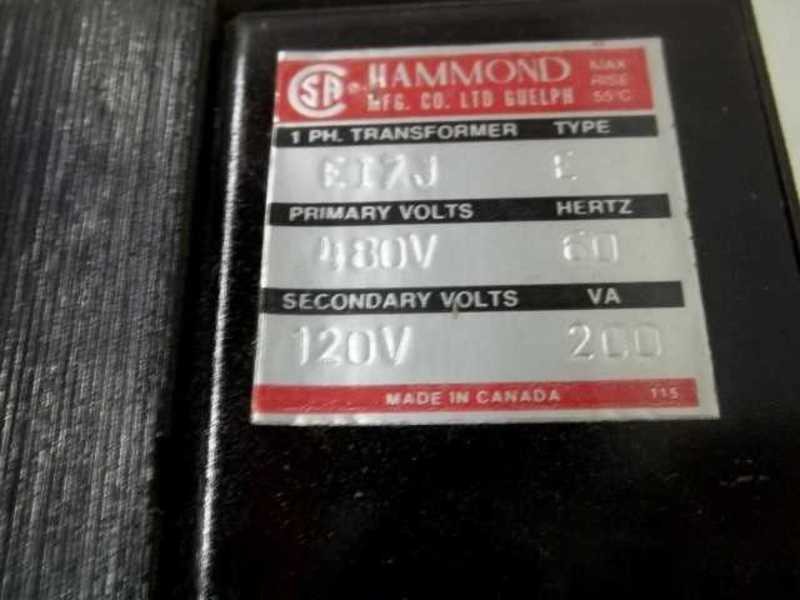 CSA HAMMOND MAX
RISE
MFG. CO. LTD GUELPH 55°C
1 PH. TRANSFORMER TYPE
EI7J E
PRIMARY VOLTS HERTZ
480V 60
SECONDARY VOLTS VA
120V 200
MADE IN CANADA 115